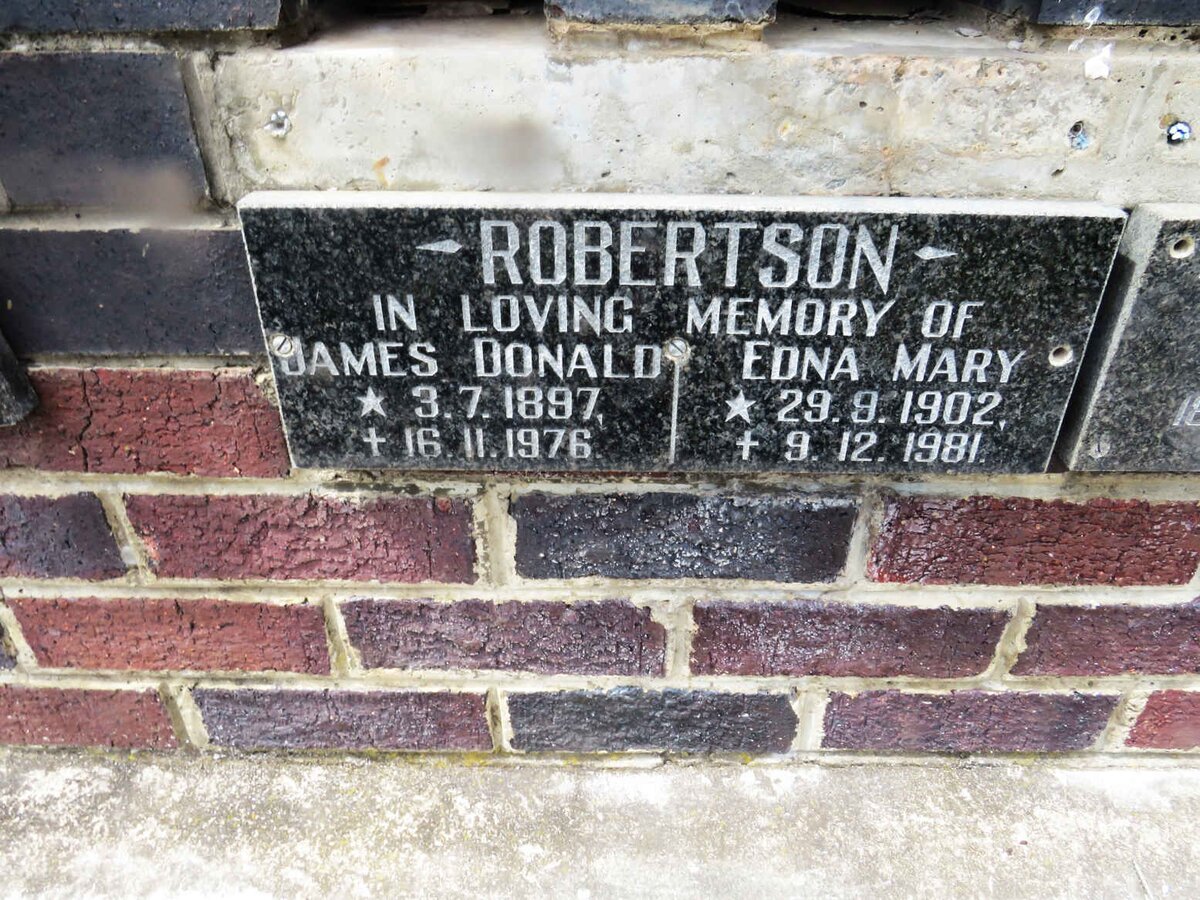 ROBERTSON
IN LOVING MEMORY OF
JAMES DONALD EDNA MARY
★ 3.7.1897, ★ 29.9.1902,
✝ 16.11.1976 ✝ 9.12.1981.